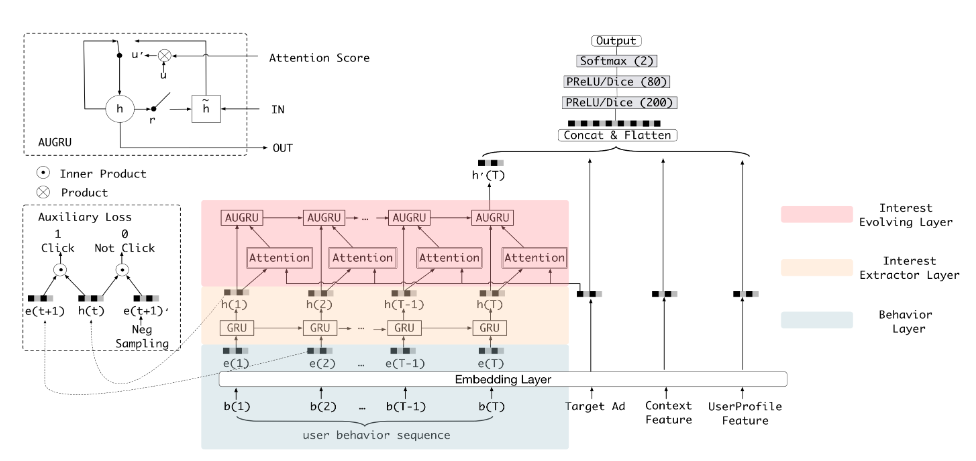 Output
Softmax (2)
PReLU/Dice (80)
PReLU/Dice (200)
Concat & Flatten
h'(T)
u'
u
Attention Score
h
r
h̃
IN
AUGRU
OUT
Inner Product
Product
Auxiliary Loss
1 0
Click Not Click
e(t+1) h(t) e(t+1)'
Neg
Sampling
AUGRU AUGRU … AUGRU AUGRU
Attention Attention Attention Attention
h(1) h(2) h(T-1) h(T)
GRU GRU … GRU GRU
e(1) e(2) … e(T-1) e(T)
Embedding Layer
b(1) b(2) … b(T-1) b(T)
user behavior sequence
Target Ad
Context
Feature
UserProfile
Feature
Interest
Evolving Layer
Interest
Extractor Layer
Behavior
Layer